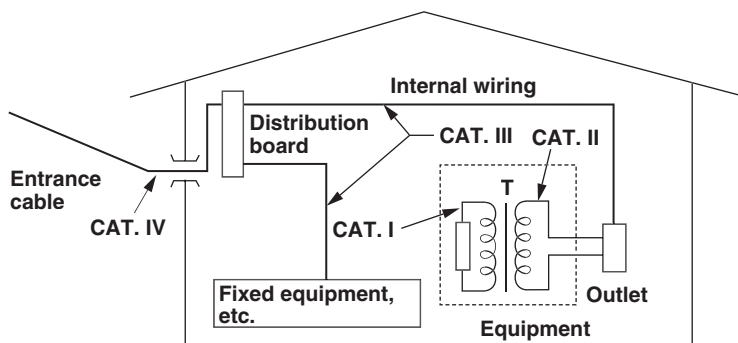 Internal wiring
Distribution
board
CAT. III
CAT. II
Entrance
cable
CAT. IV
T
CAT. I
Fixed equipment,
etc.
Outlet
Equipment